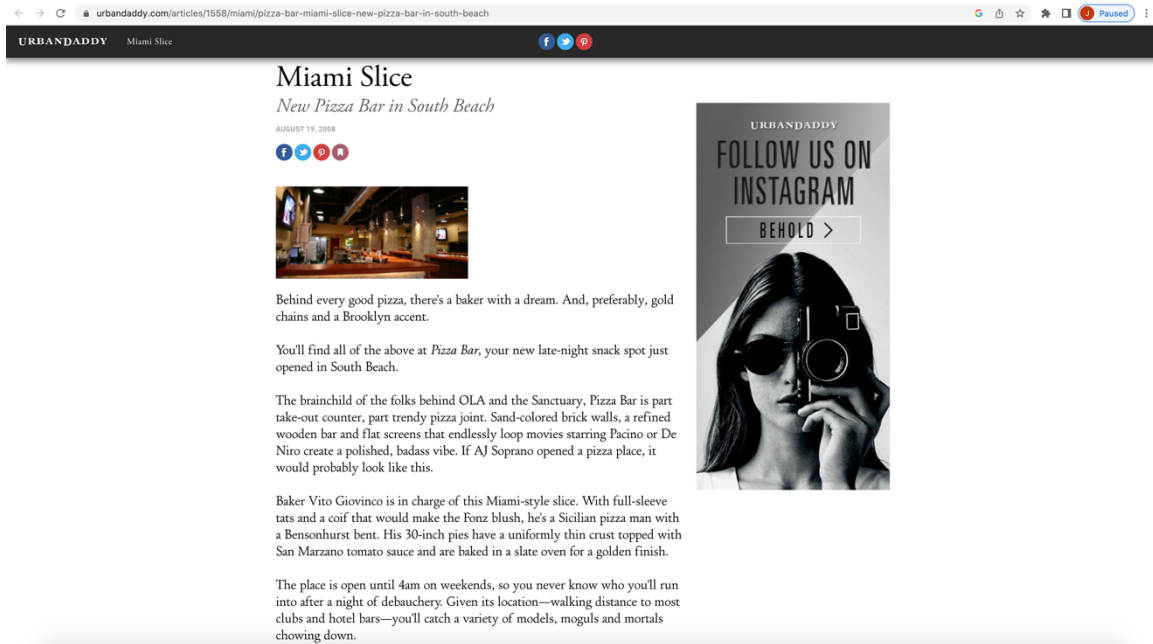 urbandaddy.com/articles/1558/miami/pizza-bar-miami-slice-new-pizza-bar-in-south-beach
J Paused
URBANDADDY Miami Slice
Miami Slice
New Pizza Bar in South Beach
AUGUST 19, 2008
Behind every good pizza, there's a baker with a dream. And, preferably, gold
chains and a Brooklyn accent.
You'll find all of the above at Pizza Bar, your new late-night snack spot just
opened in South Beach.
The brainchild of the folks behind OLA and the Sanctuary, Pizza Bar is part
take-out counter, part trendy pizza joint. Sand-colored brick walls, a refined
wooden bar and flat screens that endlessly loop movies starring Pacino or De
Niro create a polished, badass vibe. If AJ Soprano opened a pizza place, it
would probably look like this.
Baker Vito Giovinco is in charge of this Miami-style slice. With full-sleeve
tats and a coif that would make the Fonz blush, he's a Sicilian pizza man with
a Bensonhurst bent. His 30-inch pies have a uniformly thin crust topped with
San Marzano tomato sauce and are baked in a slate oven for a golden finish.
The place is open until 4am on weekends, so you never know who you'll run
into after a night of debauchery. Given its location—walking distance to most
clubs and hotel bars—you'll catch a variety of models, moguls and mortals
chowing down.
URBANDADDY
FOLLOW US ON
INSTAGRAM
BEHOLD >